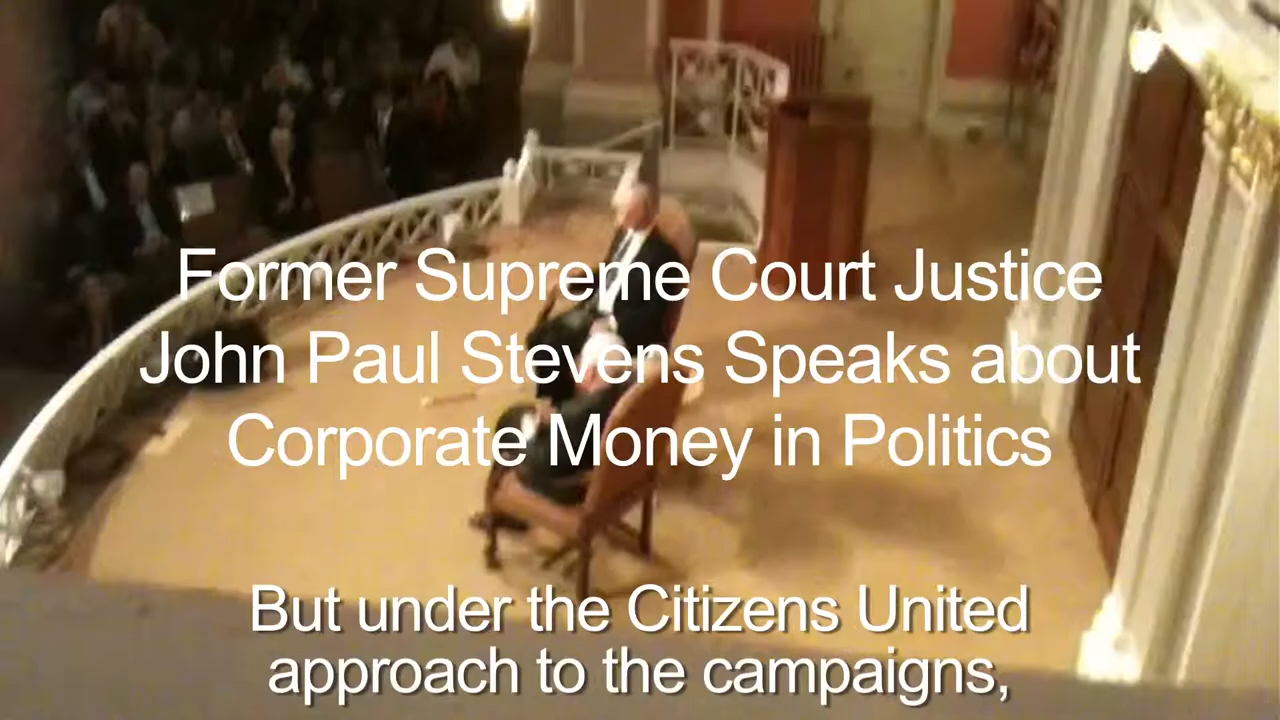 Former Supreme Court Justice
John Paul Stevens Speaks about
Corporate Money in Politics
But under the Citizens United
approach to the campaigns,